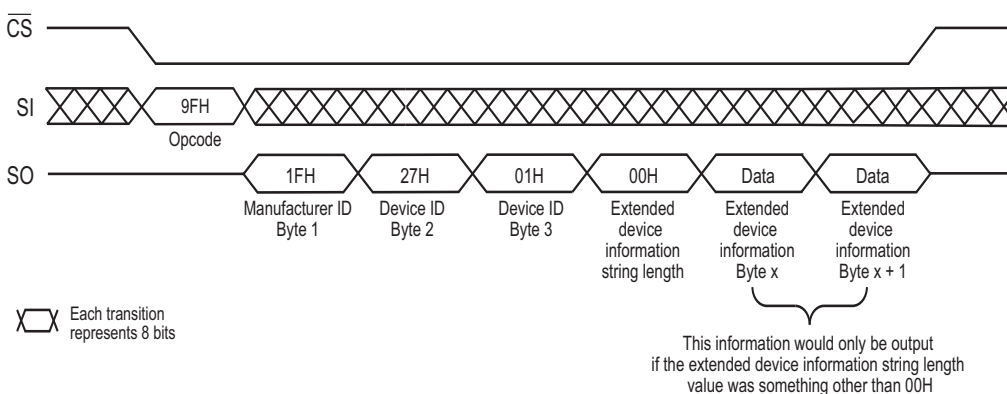 CS
SI
9FH
Opcode
SO
1FH
27H
01H
00H
Data
Data
Manufacturer ID
Byte 1
Device ID
Byte 2
Device ID
Byte 3
Extended
device
information
string length
Extended
device
information
Byte x
Extended
device
information
Byte x + 1
Each transition
represents 8 bits
This information would only be output
if the extended device information string length
value was something other than 00H